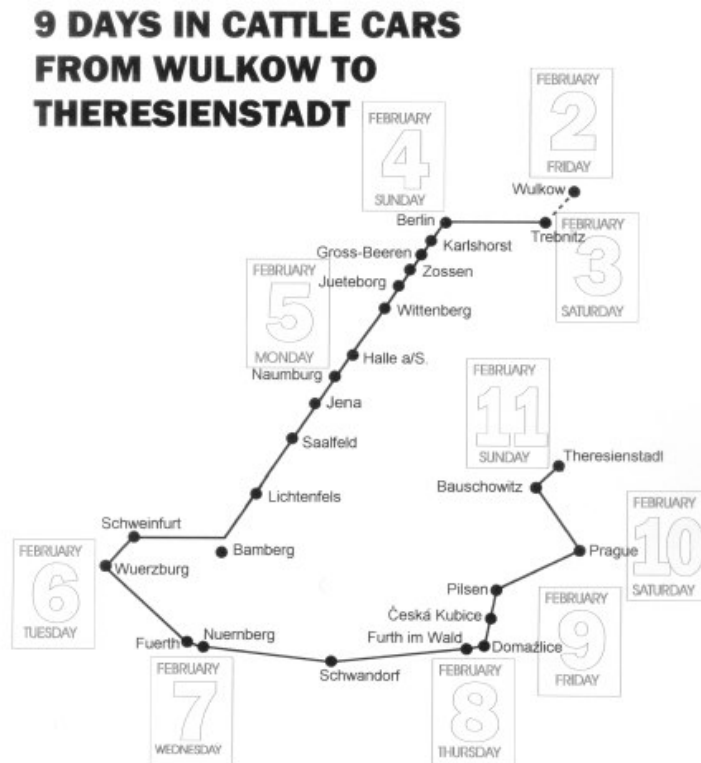 9 DAYS IN CATTLE CARS
FROM WULKOW TO
THERESIENSTADT
FEBRUARY
2
FRIDAY
FEBRUARY
4
SUNDAY
Wulkow
Berlin
Trebnitz
FEBRUARY
3
SATURDAY
Karlshorst
Gross-Beeren
Zossen
Jueteborg
FEBRUARY
5
MONDAY
Wittenberg
Halle a/S.
Naumburg
Jena
Saalfeld
FEBRUARY
11
SUNDAY
Theresienstadt
Bauschowitz
Lichtenfels
Schweinfurt
Bamberg
FEBRUARY
6
TUESDAY
Wuerzburg
FEBRUARY
10
SATURDAY
Prague
Pilsen
Česká Kubice
Fuerth
Nuernberg
Furth im Wald
Domažlice
FEBRUARY
9
FRIDAY
Schwandorf
FEBRUARY
7
WEDNESDAY
FEBRUARY
8
THURSDAY